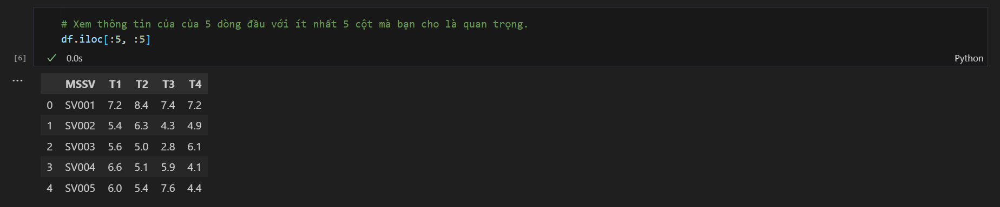 # Xem thông tin của của 5 dòng đầu với ít nhất 5 cột mà bạn cho là quan trọng.
df.iloc[:5, :5]
[6] ✓ 0.0s Python
... MSSV T1 T2 T3 T4
0 SV001 7.2 8.4 7.4 7.2
1 SV002 5.4 6.3 4.3 4.9
2 SV003 5.6 5.0 2.8 6.1
3 SV004 6.6 5.1 5.9 4.1
4 SV005 6.0 5.4 7.6 4.4